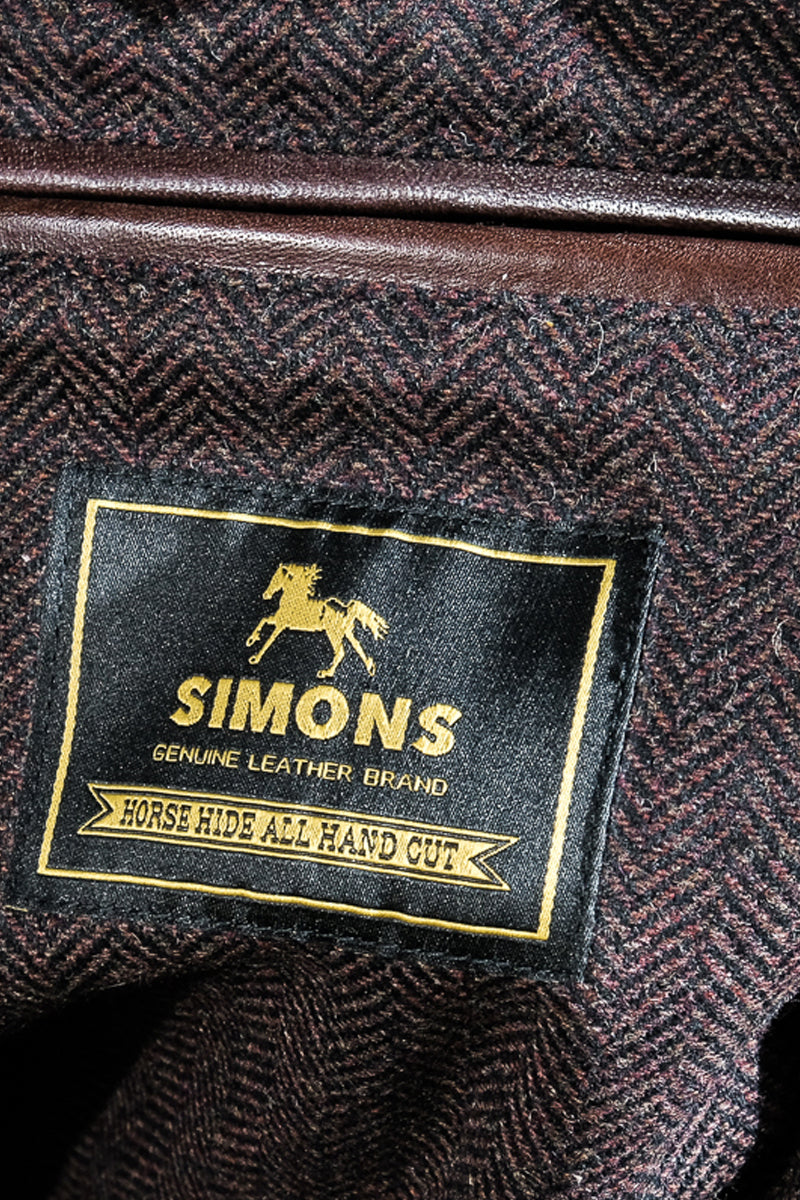 SIMONS
GENUINE LEATHER BRAND
HORSE HIDE ALL HAND CUT